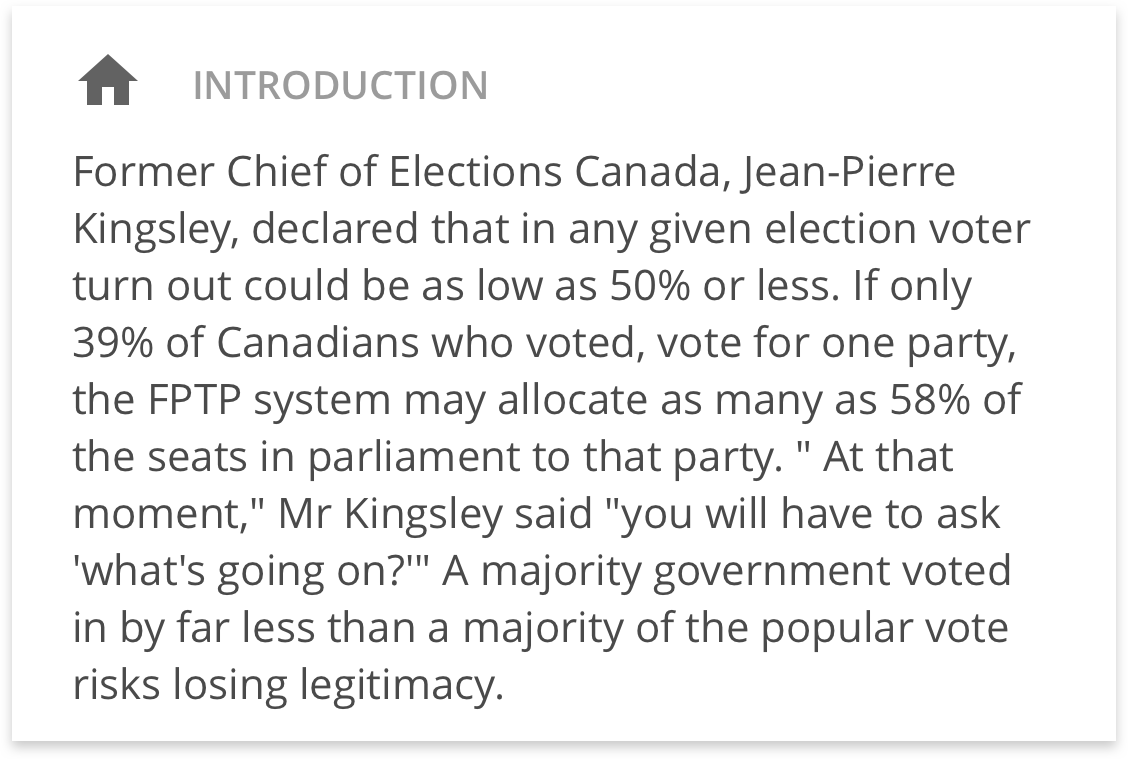 INTRODUCTION
Former Chief of Elections Canada, Jean-Pierre
Kingsley, declared that in any given election voter
turn out could be as low as 50% or less. If only
39% of Canadians who voted, vote for one party,
the FPTP system may allocate as many as 58% of
the seats in parliament to that party. " At that
moment," Mr Kingsley said "you will have to ask
'what's going on?'" A majority government voted
in by far less than a majority of the popular vote
risks losing legitimacy.